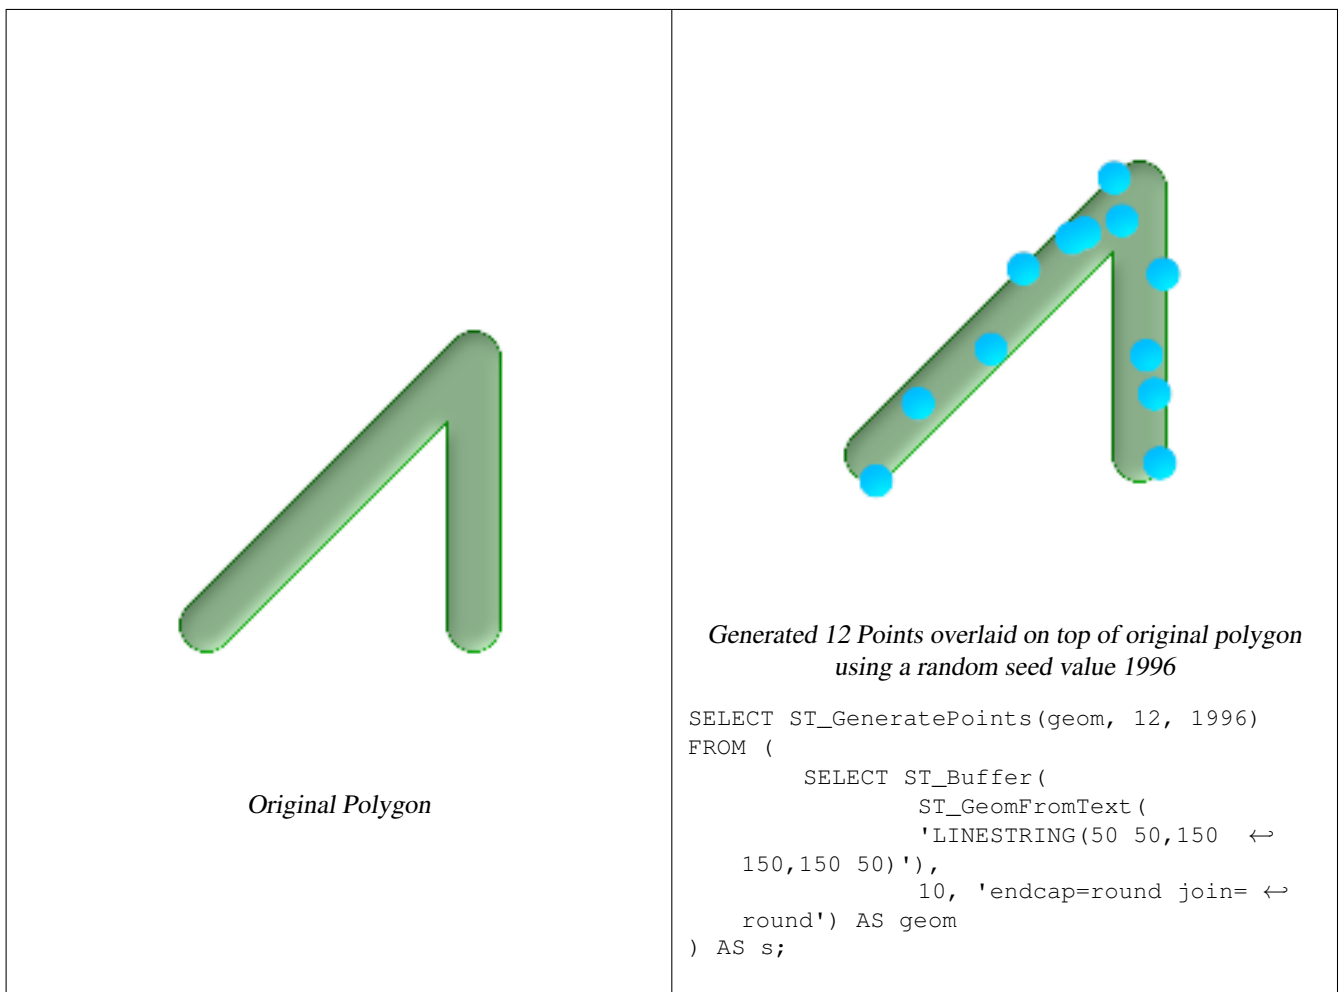 Original Polygon
Generated 12 Points overlaid on top of original polygon
using a random seed value 1996
SELECT ST_GeneratePoints(geom, 12, 1996)
FROM (
        SELECT ST_Buffer(
                ST_GeomFromText(
                'LINESTRING(50 50,150 ↩
    150,150 50)'),
                10, 'endcap=round join= ↩
    round') AS geom
) AS s;